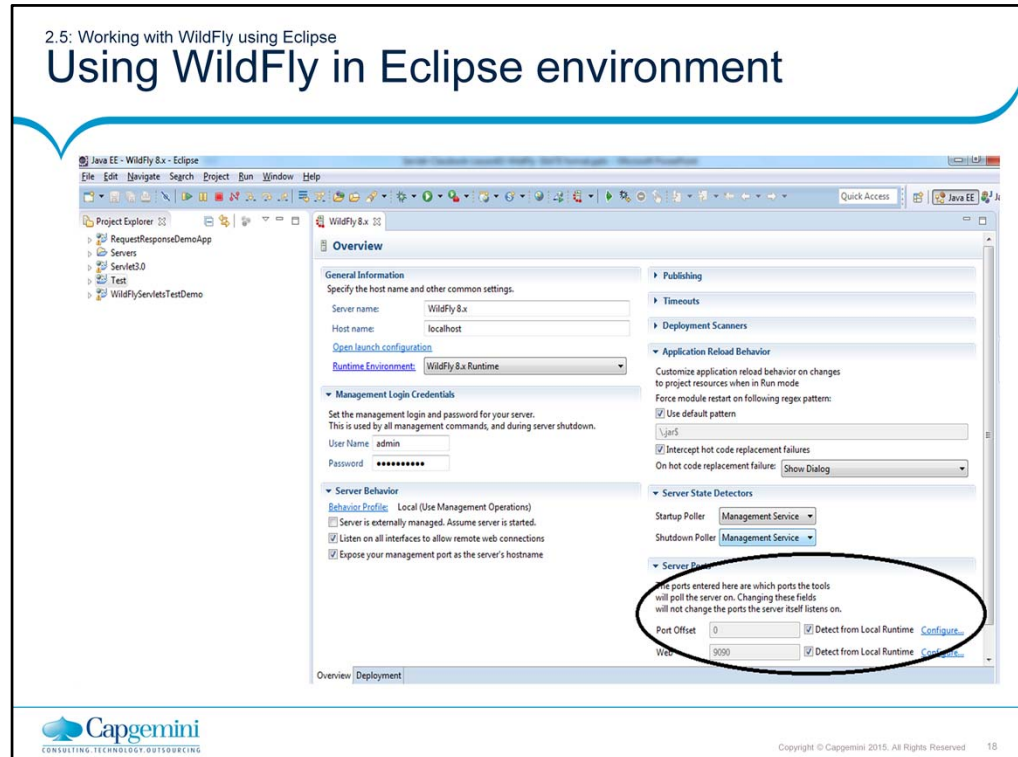 2.5: Working with WildFly using Eclipse
Using WildFly in Eclipse environment
Java EE - WildFly 8.x - Eclipse
File Edit Navigate Search Project Run Window Help
Quick Access
Java EE
Project Explorer
RequestResponseDemoApp
Servers
Servlet3.0
Test
WildFlyServletsTestDemo
WildFly 8.x
Overview
General Information
Specify the host name and other common settings.
Server name: WildFly 8.x
Host name: localhost
Open launch configuration
Runtime Environment: WildFly 8.x Runtime
Management Login Credentials
Set the management login and password for your server.
This is used by all management commands, and during server shutdown.
User Name admin
Password ••••••••••
Server Behavior
Behavior Profile: Local (Use Management Operations)
Server is externally managed. Assume server is started.
Listen on all interfaces to allow remote web connections
Expose your management port as the server's hostname
Publishing
Timeouts
Deployment Scanners
Application Reload Behavior
Customize application reload behavior on changes
to project resources when in Run mode
Force module restart on following regex pattern:
Use default pattern
\.jar$
Intercept hot code replacement failures
On hot code replacement failure: Show Dialog
Server State Detectors
Startup Poller Management Service
Shutdown Poller Management Service
Server Ports
The ports entered here are which ports the tools
will poll the server on. Changing these fields
will not change the ports the server itself listens on.
Port Offset 0 Detect from Local Runtime Configure...
Web 9090 Detect from Local Runtime Configure...
Overview Deployment
Capgemini
CONSULTING.TECHNOLOGY.OUTSOURCING
Copyright © Capgemini 2015. All Rights Reserved 18